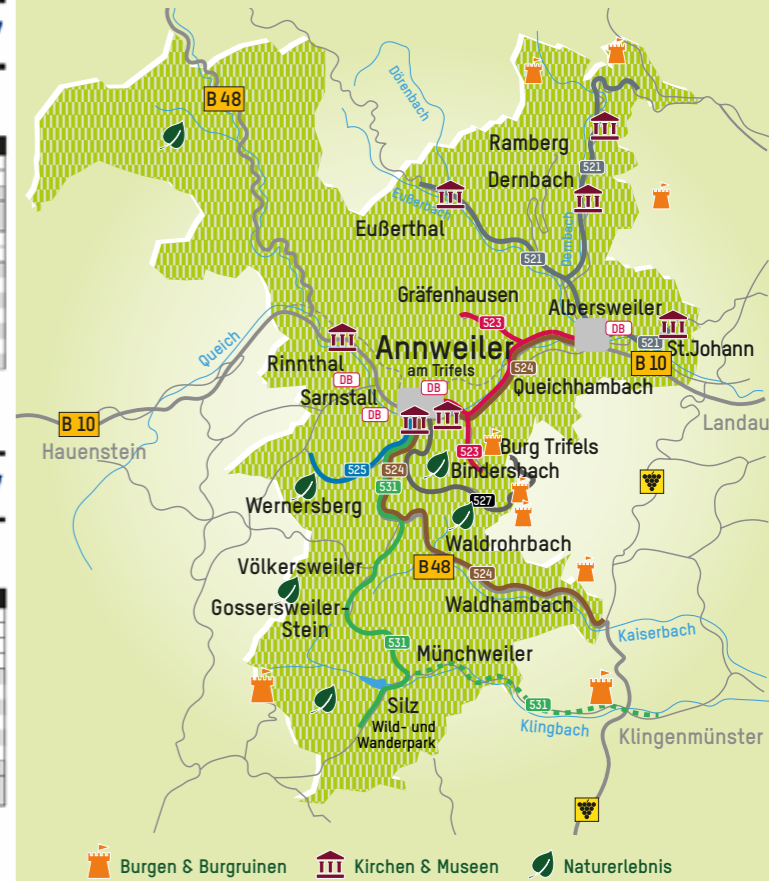 B 48
Dörenbach
Ramberg
521
Dernbach
Eußerbach
Eußerthal
Dernbach
521
Gräfenhausen
Albersweiler
523
DB
521
St.Johann
Queich
Annweiler
am Trifels
Rinnthal
524
B 10
DB
DB
Queichhambach
Sarnstall
DB
B 10
Landau
Hauenstein
523
Burg Trifels
525
524
Bindersbach
531
527
Wernersberg
Waldrohrbach
Völkersweiler
B 48
524
Gossersweiler-
Stein
Waldhambach
Kaiserbach
531
Münchweiler
Silz
Wild- und
Wanderpark
531
Klingbach
Klingenmünster
Burgen & Burgruinen
Kirchen & Museen
Naturerlebnis